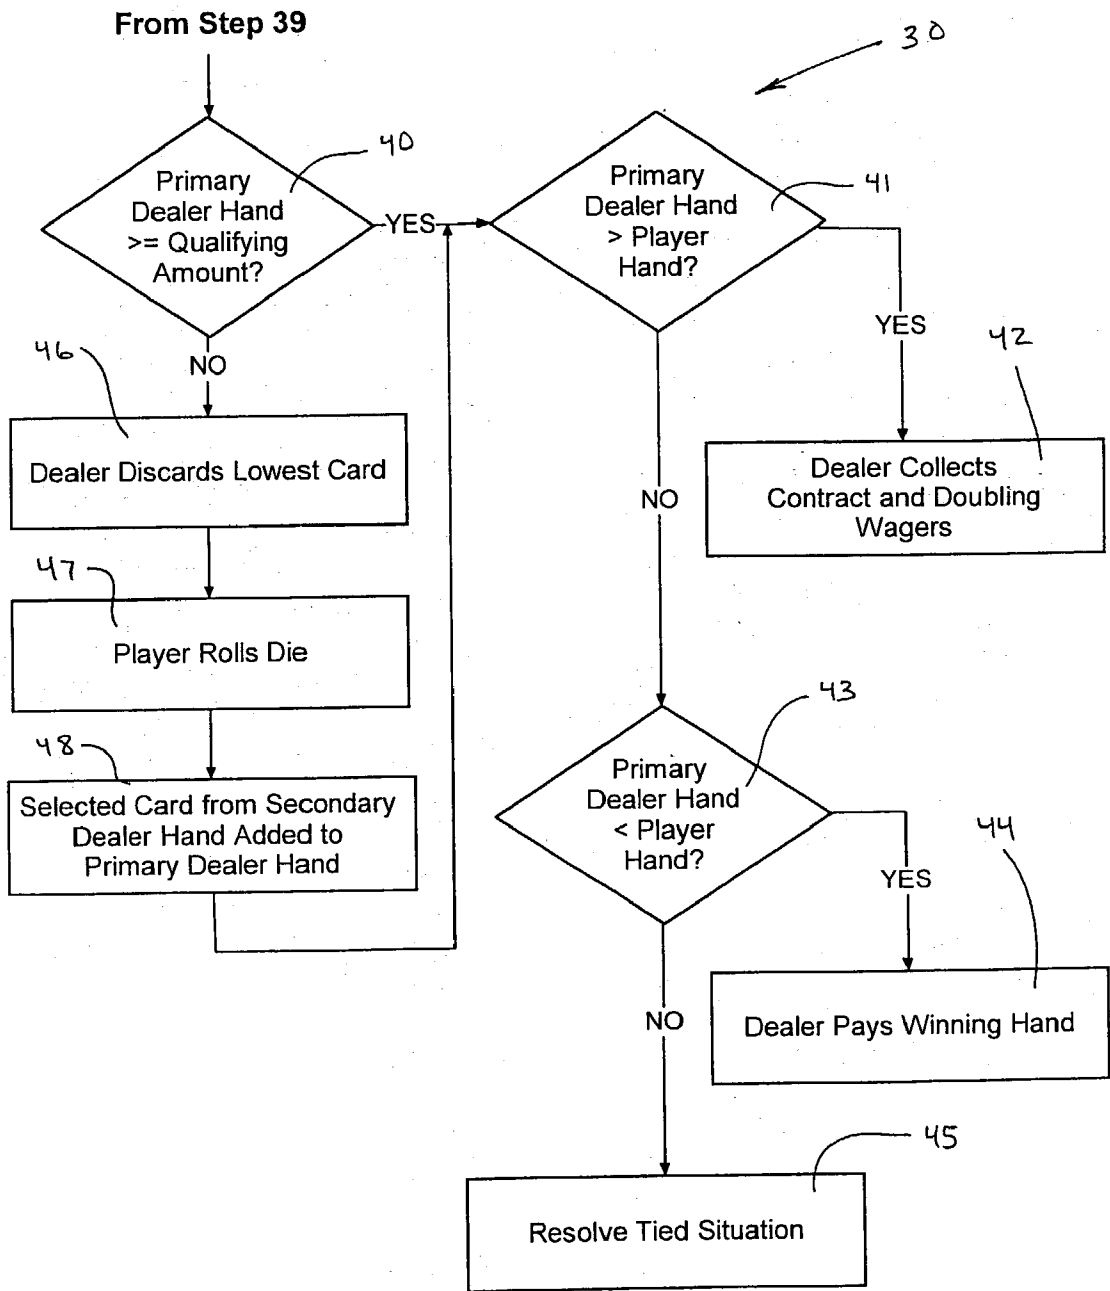 From Step 39
30
40
Primary
Dealer Hand
>= Qualifying
Amount?
YES
41
Primary
Dealer Hand
> Player
Hand?
YES
42
Dealer Collects
Contract and Doubling
Wagers
NO
46
Dealer Discards Lowest Card
47
Player Rolls Die
48
Selected Card from Secondary
Dealer Hand Added to
Primary Dealer Hand
NO
43
Primary
Dealer Hand
< Player
Hand?
YES
44
Dealer Pays Winning Hand
NO
45
Resolve Tied Situation